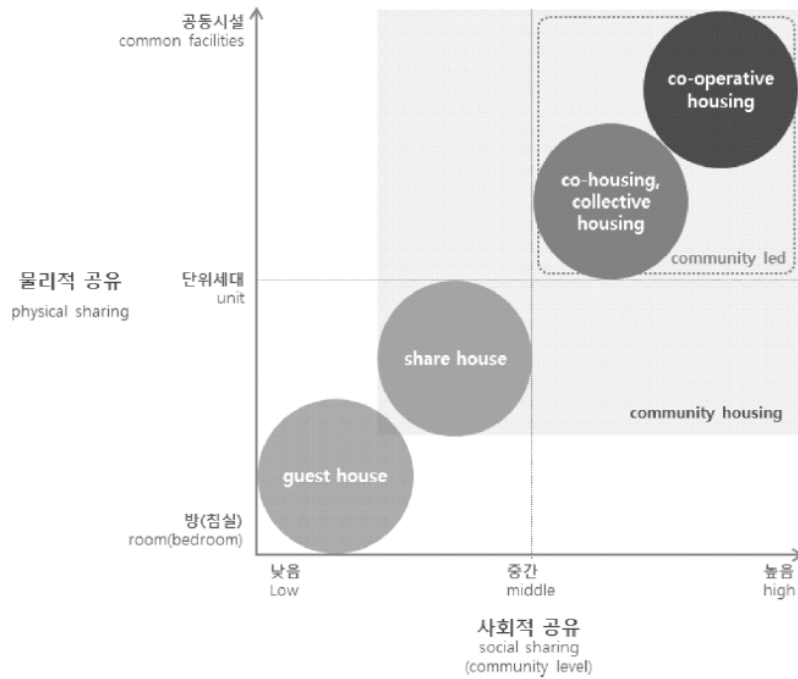 공동시설
common facilities
co-operative
housing
co-housing,
collective
housing
community led
물리적 공유
physical sharing
단위세대
unit
share house
community housing
guest house
방(침실)
room(bedroom)
낮음
Low
중간
middle
높음
high
사회적 공유
social sharing
(community level)